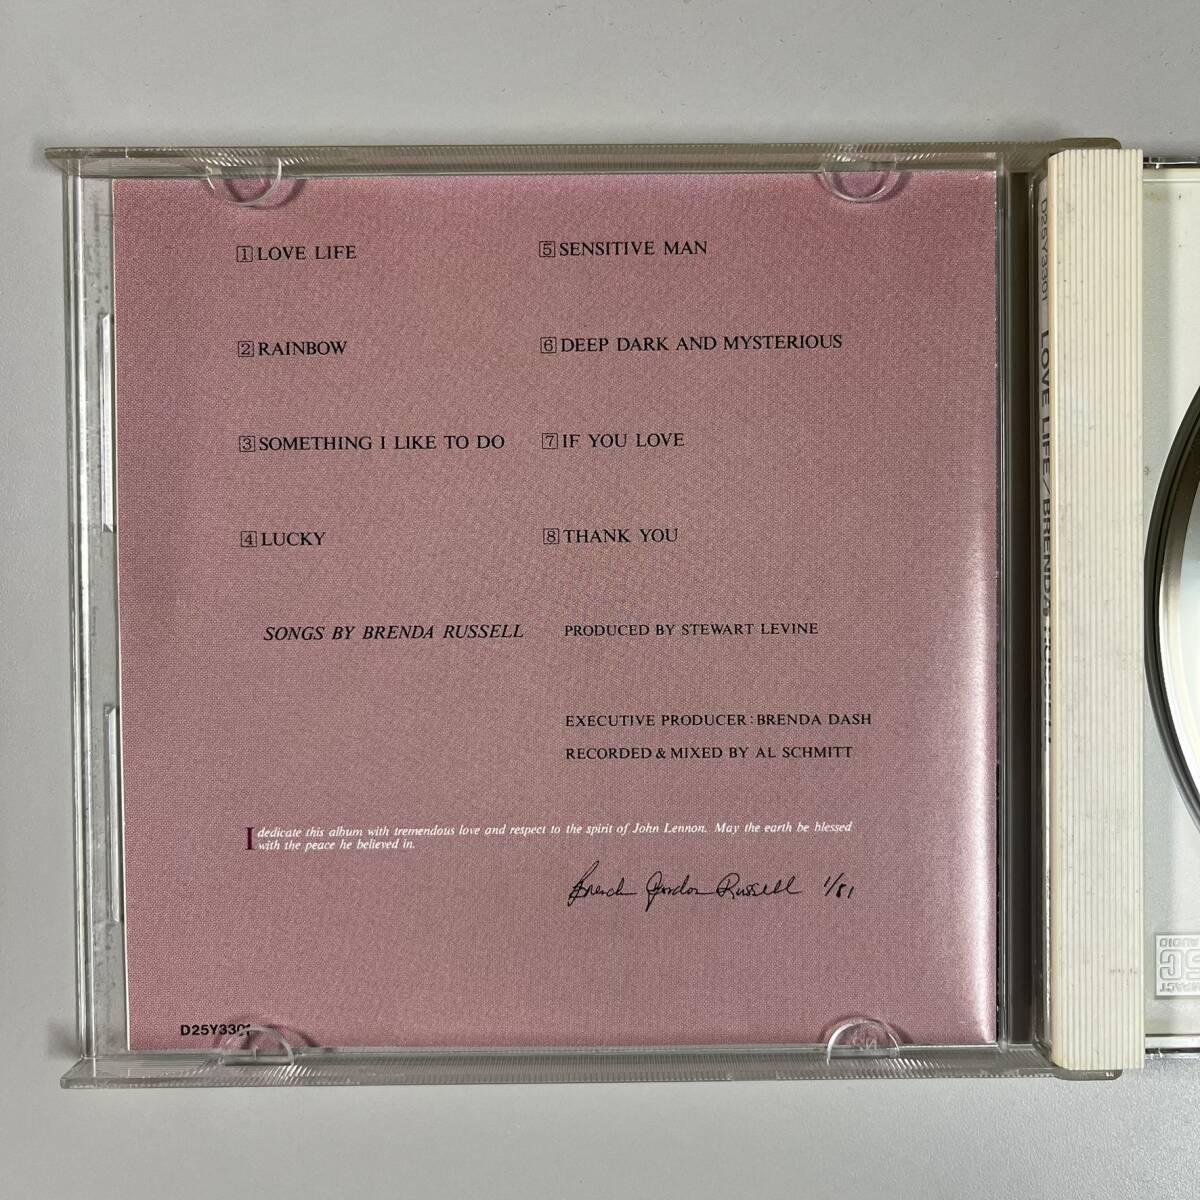 1 LOVE LIFE
2 RAINBOW
3 SOMETHING I LIKE TO DO
4 LUCKY
SONGS BY BRENDA RUSSELL
5 SENSITIVE MAN
6 DEEP DARK AND MYSTERIOUS
7 IF YOU LOVE
8 THANK YOU
PRODUCED BY STEWART LEVINE
EXECUTIVE PRODUCER: BRENDA DASH
RECORDED & MIXED BY AL SCHMITT
I dedicate this album with tremendous love and respect to the spirit of John Lennon. May the earth be blessed
with the peace he believed in.
Brenda Gordon Russell 1/81
D25Y3301
D25Y3301 LOVE LIFE/BRENDA RUSSELL